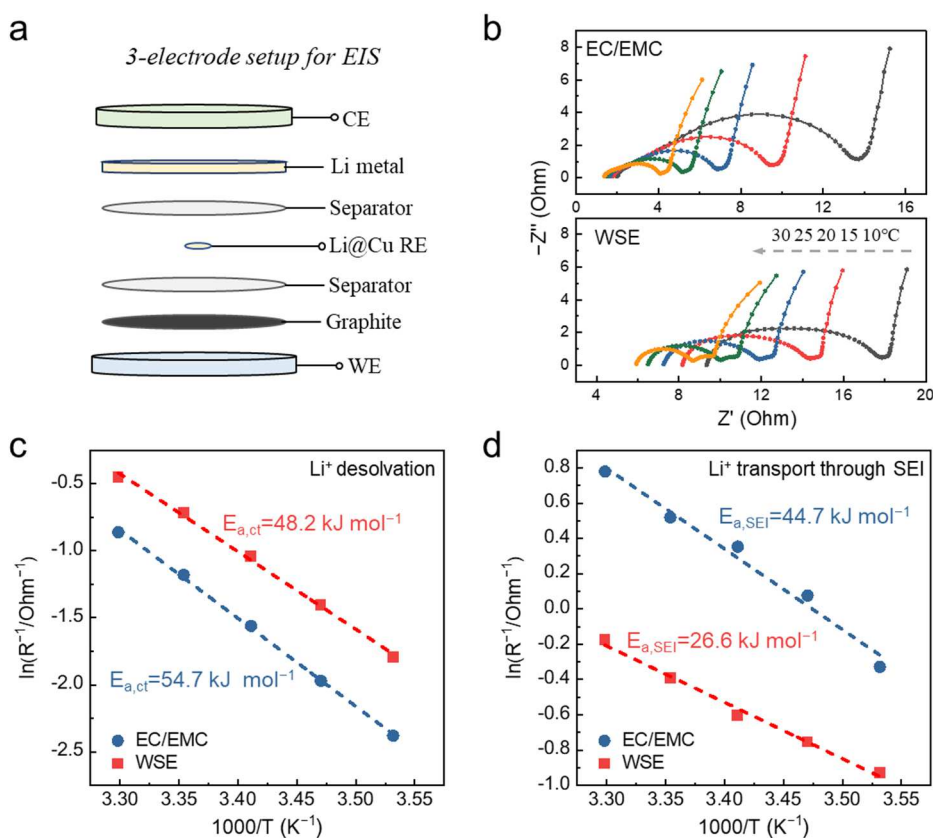 a
3-electrode setup for EIS
CE
Li metal
Separator
Li@Cu RE
Separator
Graphite
WE
b
EC/EMC
8
6
4
2
0
WSE
30 25 20 15 10℃
8
6
4
2
0
4 8 12 16 20
0 4 8 12 16
−Z'' (Ohm)
Z' (Ohm)
c
Li⁺ desolvation
Ea,ct=48.2 kJ mol⁻¹
Ea,ct=54.7 kJ mol⁻¹
EC/EMC
WSE
-0.5
-1.0
-1.5
-2.0
-2.5
3.30 3.35 3.40 3.45 3.50 3.55
ln(R⁻¹/Ohm⁻¹)
1000/T (K⁻¹)
d
Li⁺ transport through SEI
Ea,SEI=44.7 kJ mol⁻¹
Ea,SEI=26.6 kJ mol⁻¹
EC/EMC
WSE
0.8
0.6
0.4
0.2
0.0
-0.2
-0.4
-0.6
-0.8
-1.0
3.30 3.35 3.40 3.45 3.50 3.55
ln(R⁻¹/Ohm⁻¹)
1000/T (K⁻¹)